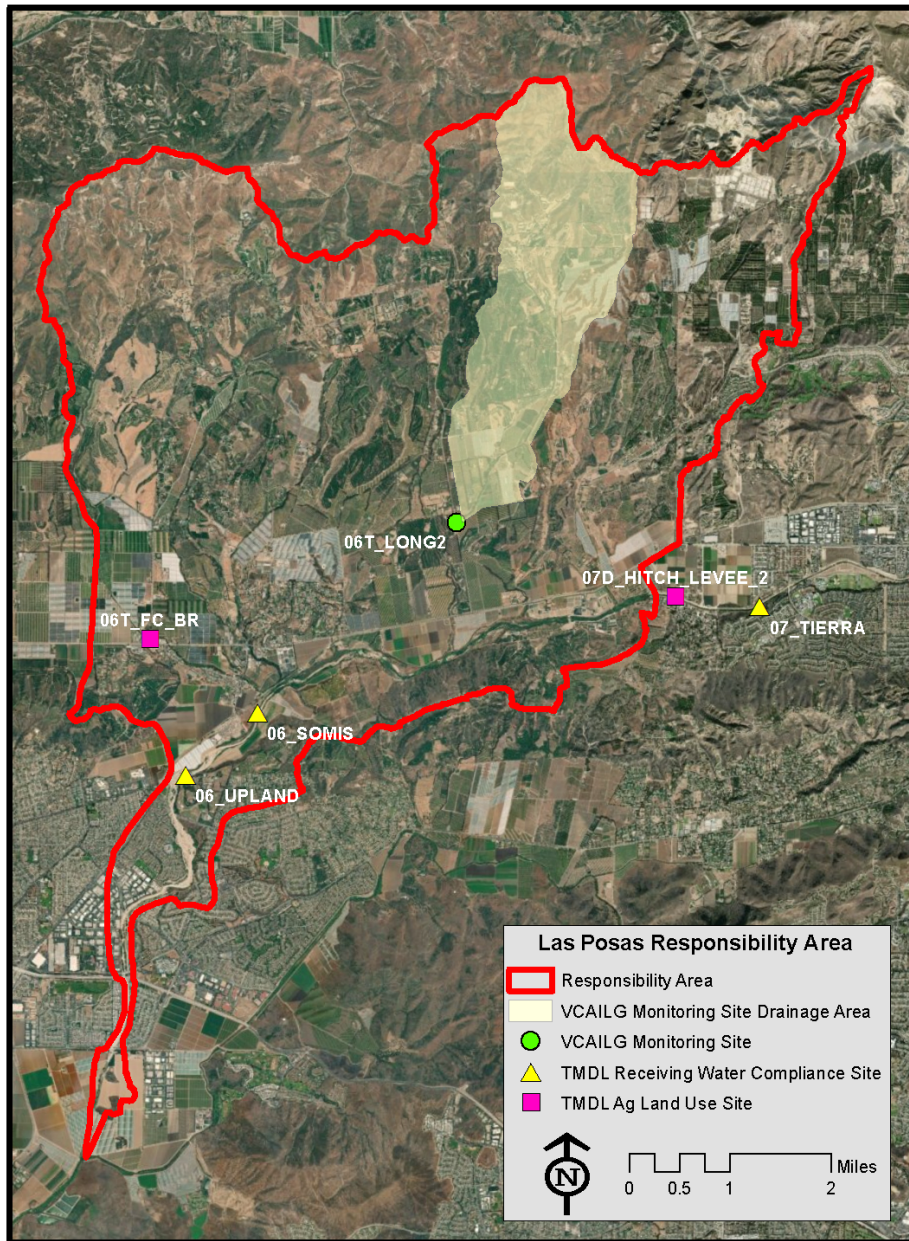 06T_LONG2
07D_HITCH_LEVEE_2
06T_FC_BR
07_TIERRA
06_SOMIS
06_UPLAND
Las Posas Responsibility Area
Responsibility Area
VCAILG Monitoring Site Drainage Area
VCAILG Monitoring Site
TMDL Receiving Water Compliance Site
TMDL Ag Land Use Site
N
Miles
0 0.5 1 2